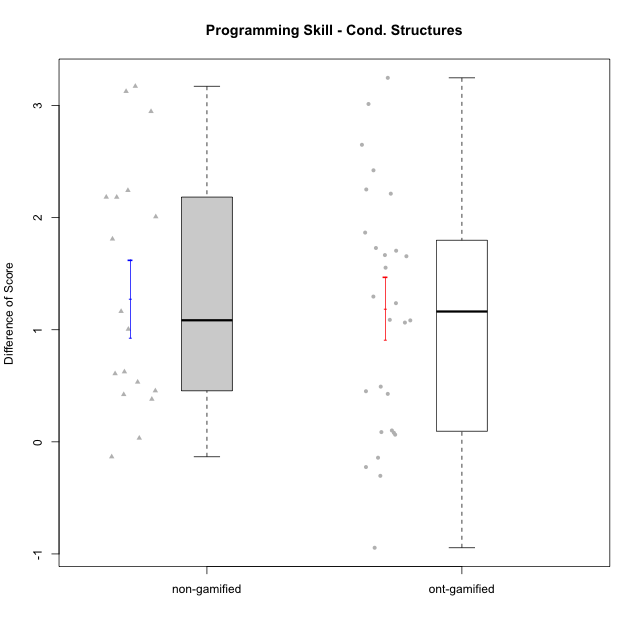 Programming Skill - Cond. Structures
Difference of Score
3
2
1
0
-1
non-gamified
ont-gamified